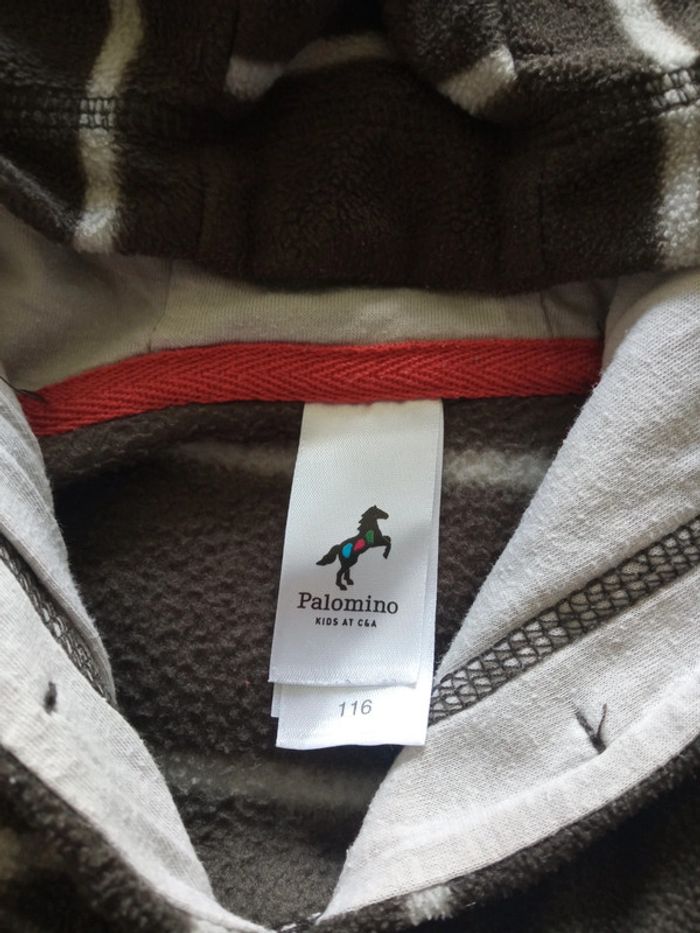 Palomino
KIDS AT C&A
116